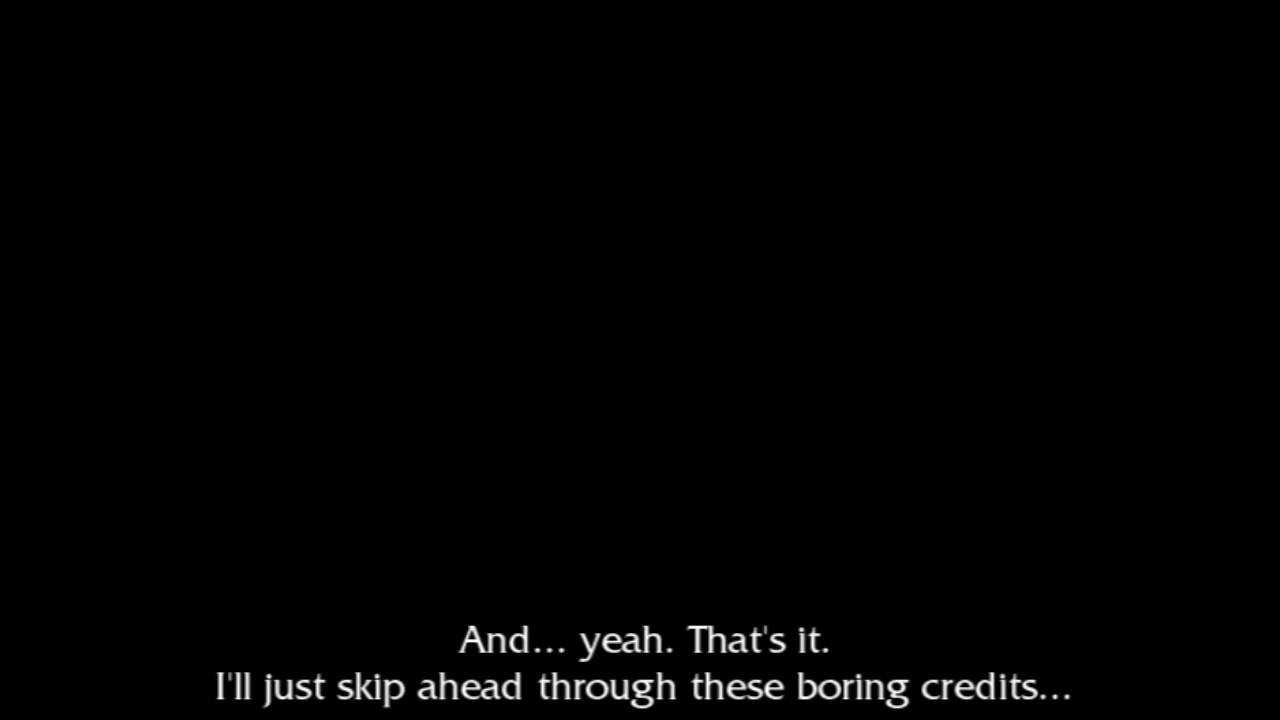 And... yeah. That's it.
I'll just skip ahead through these boring credits...